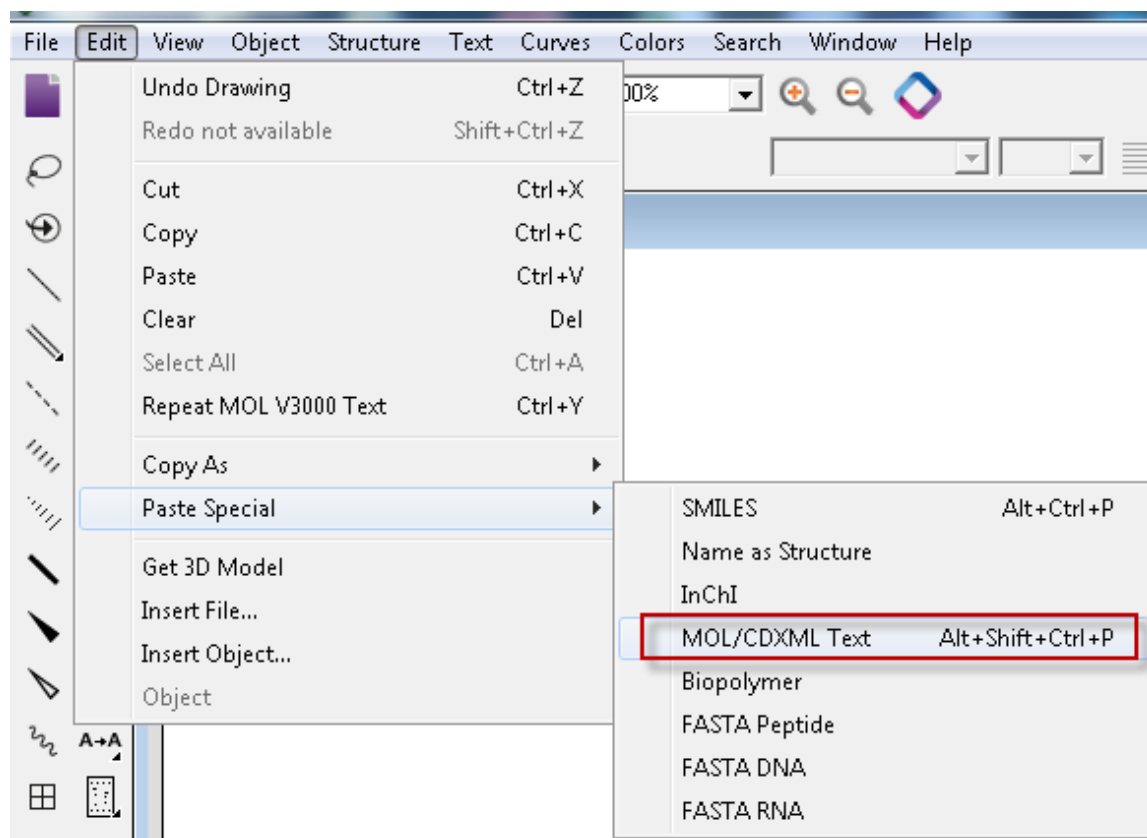 File Edit View Object Structure Text Curves Colors Search Window Help
Undo Drawing Ctrl+Z
00%
Redo not available Shift+Ctrl+Z
Cut Ctrl+X
Copy Ctrl+C
Paste Ctrl+V
Clear Del
Select All Ctrl+A
Repeat MOL V3000 Text Ctrl+Y
Copy As
Paste Special
Get 3D Model
Insert File...
Insert Object...
Object
SMILES Alt+Ctrl+P
Name as Structure
InChI
MOL/CDXML Text Alt+Shift+Ctrl+P
Biopolymer
FASTA Peptide
FASTA DNA
FASTA RNA
A→A